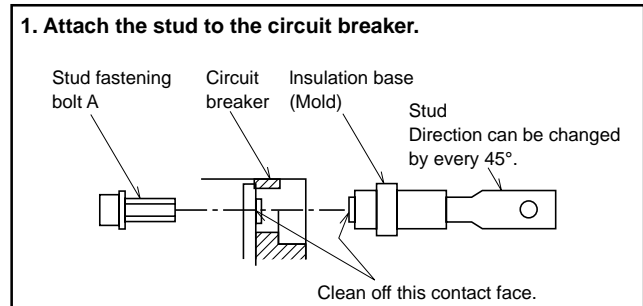 1. Attach the stud to the circuit breaker.
Stud fastening
bolt A
Circuit
breaker
Insulation base
(Mold)
Stud
Direction can be changed
by every 45°.
Clean off this contact face.